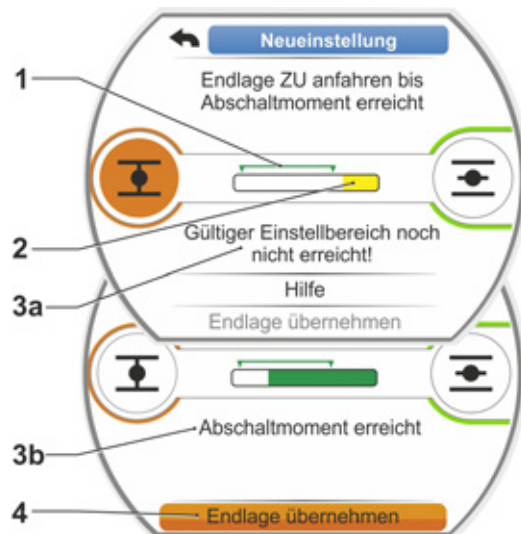 Neueinstellung
1
Endlage ZU anfahren bis
Abschaltmoment erreicht
2
Gültiger Einstellbereich noch
nicht erreicht!
3a
Hilfe
Endlage übernehmen
3b
Abschaltmoment erreicht
4
Endlage übernehmen